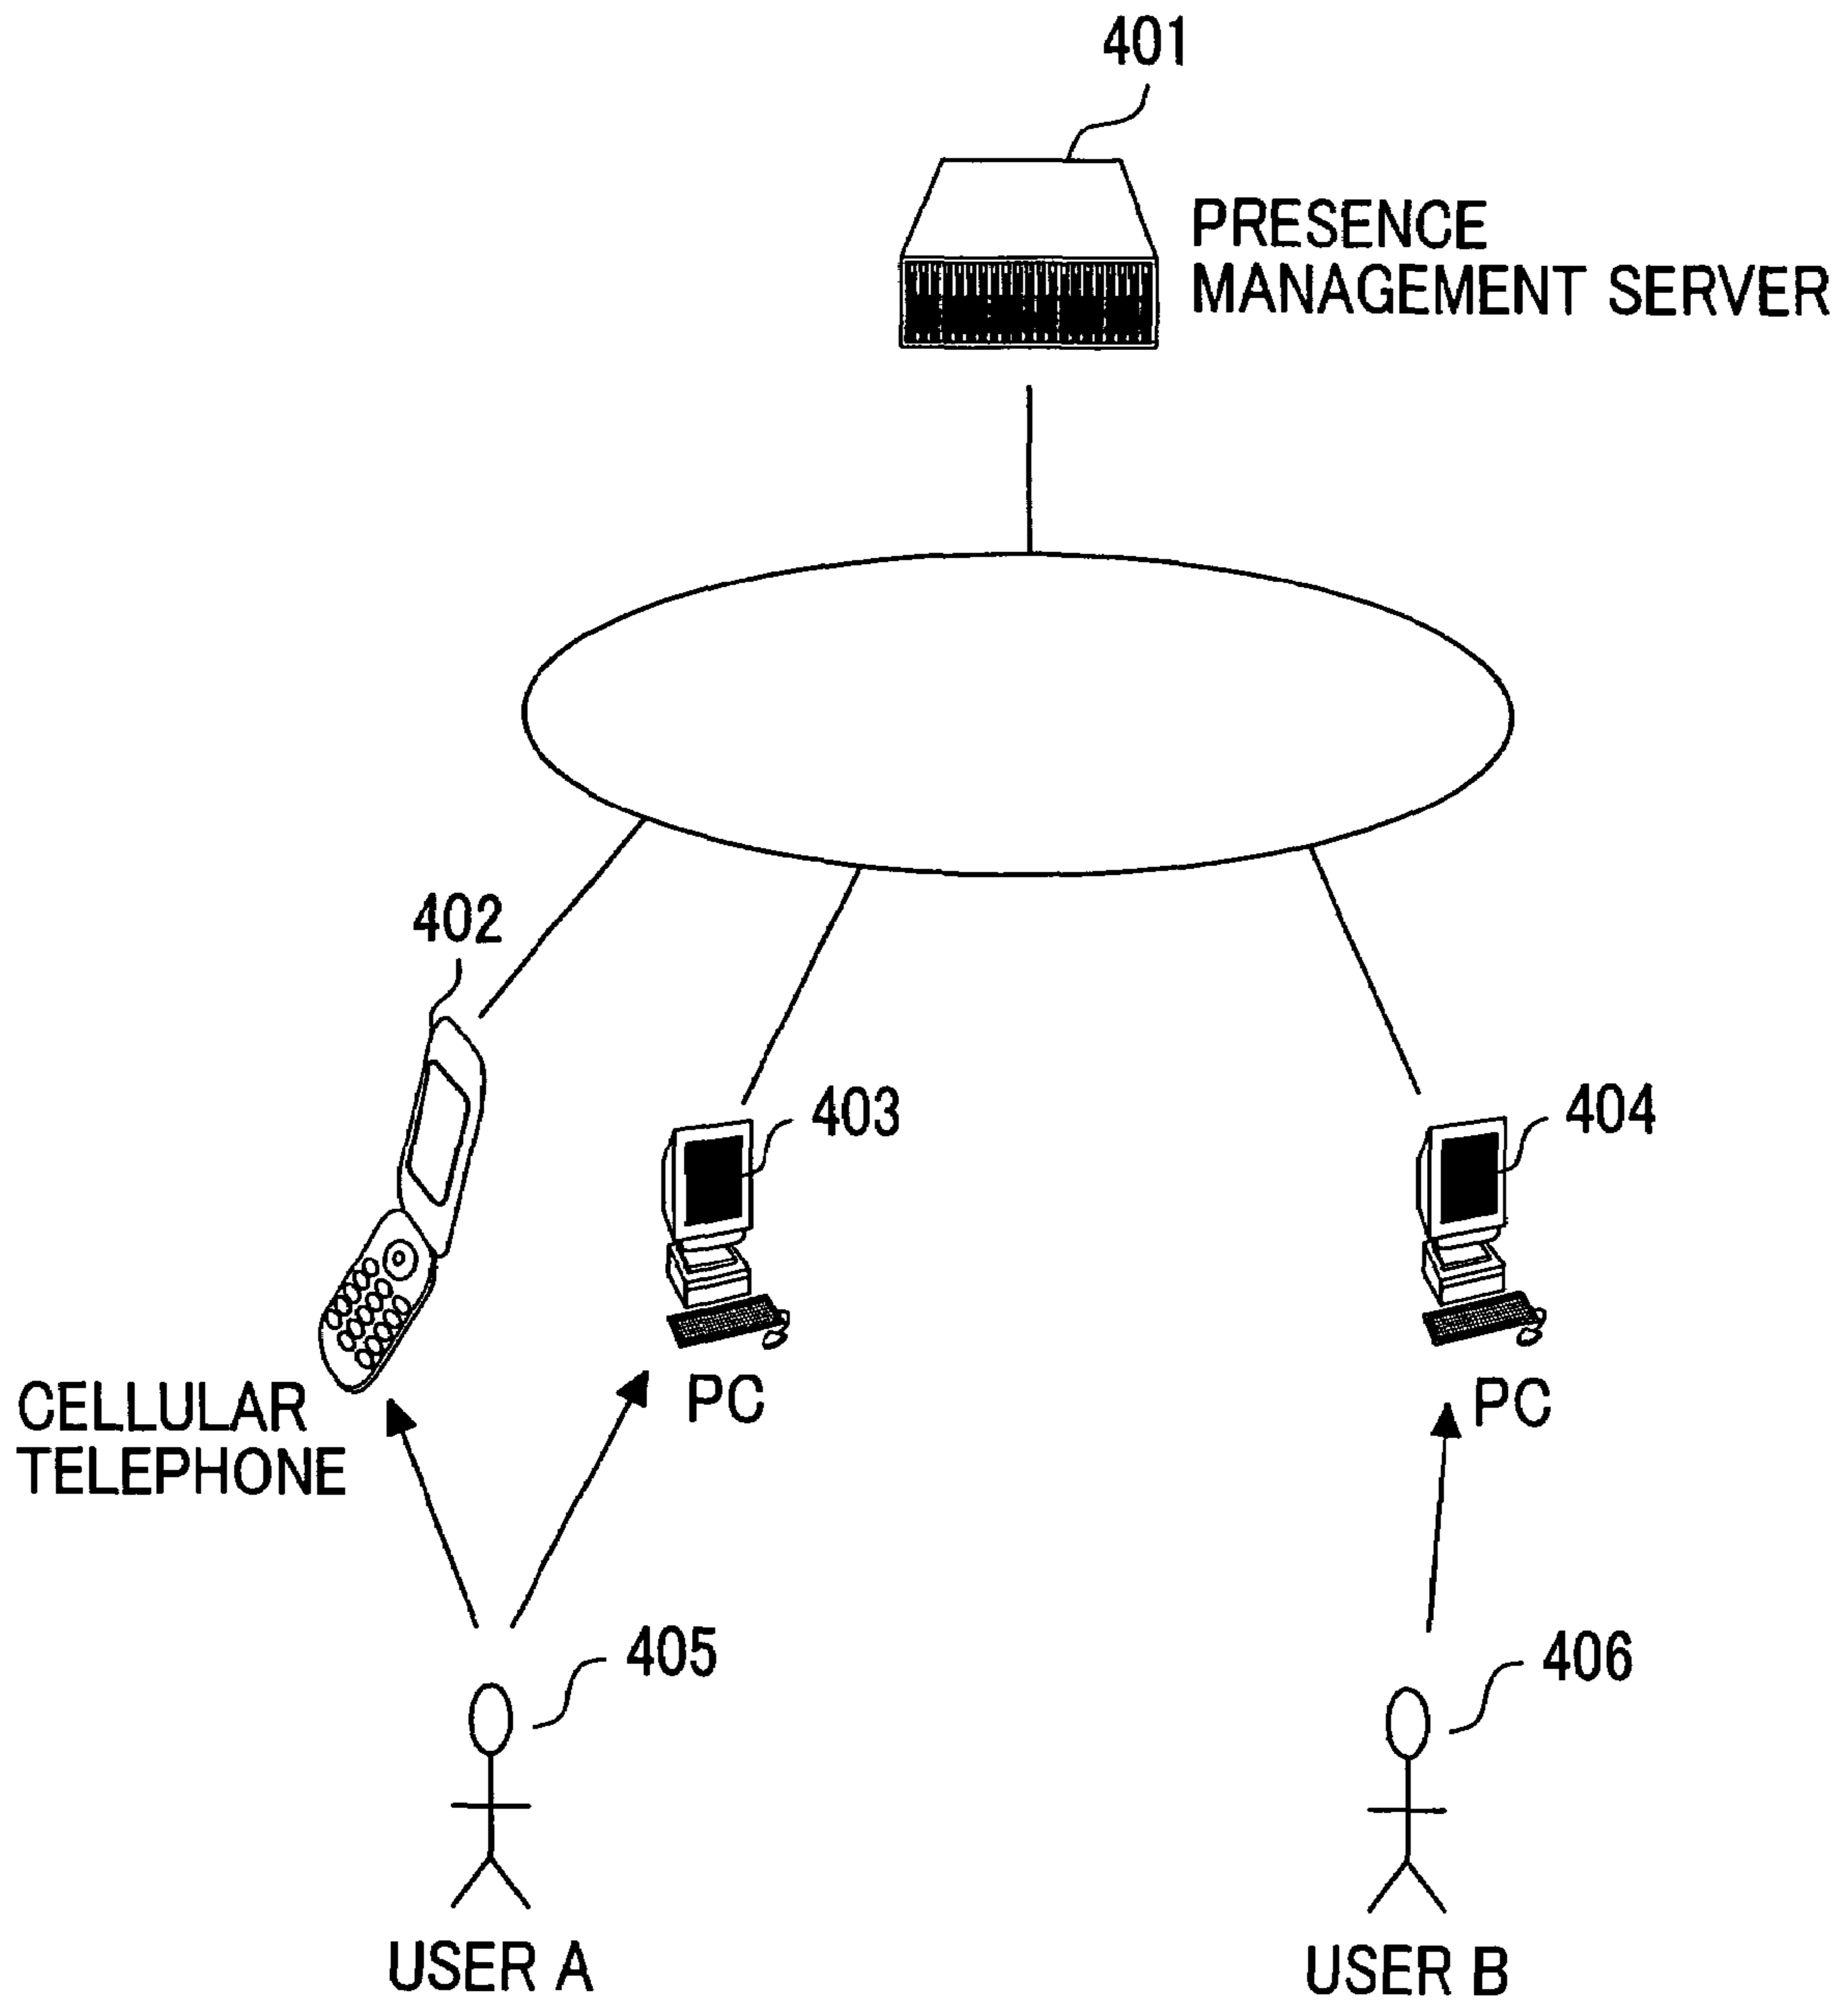 401
PRESENCE
MANAGEMENT SERVER
402
403
404
CELLULAR
TELEPHONE
PC
PC
405
406
USER A
USER B